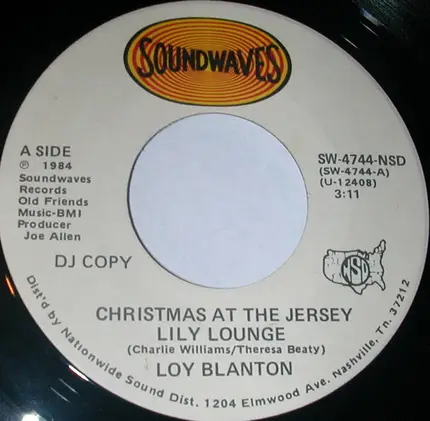 SOUNDWAVES
A SIDE
℗ 1984
Soundwaves
Records
Old Friends
Music-BMI
Producer
Joe Allen
DJ COPY
SW-4744-NSD
(SW-4744-A)
(U-12408)
3:11
NSD
CHRISTMAS AT THE JERSEY
LILY LOUNGE
(Charlie Williams/Theresa Beaty)
LOY BLANTON
Dist'd by Nationwide Sound Dist. 1204 Elmwood Ave. Nashville, Tn. 37212